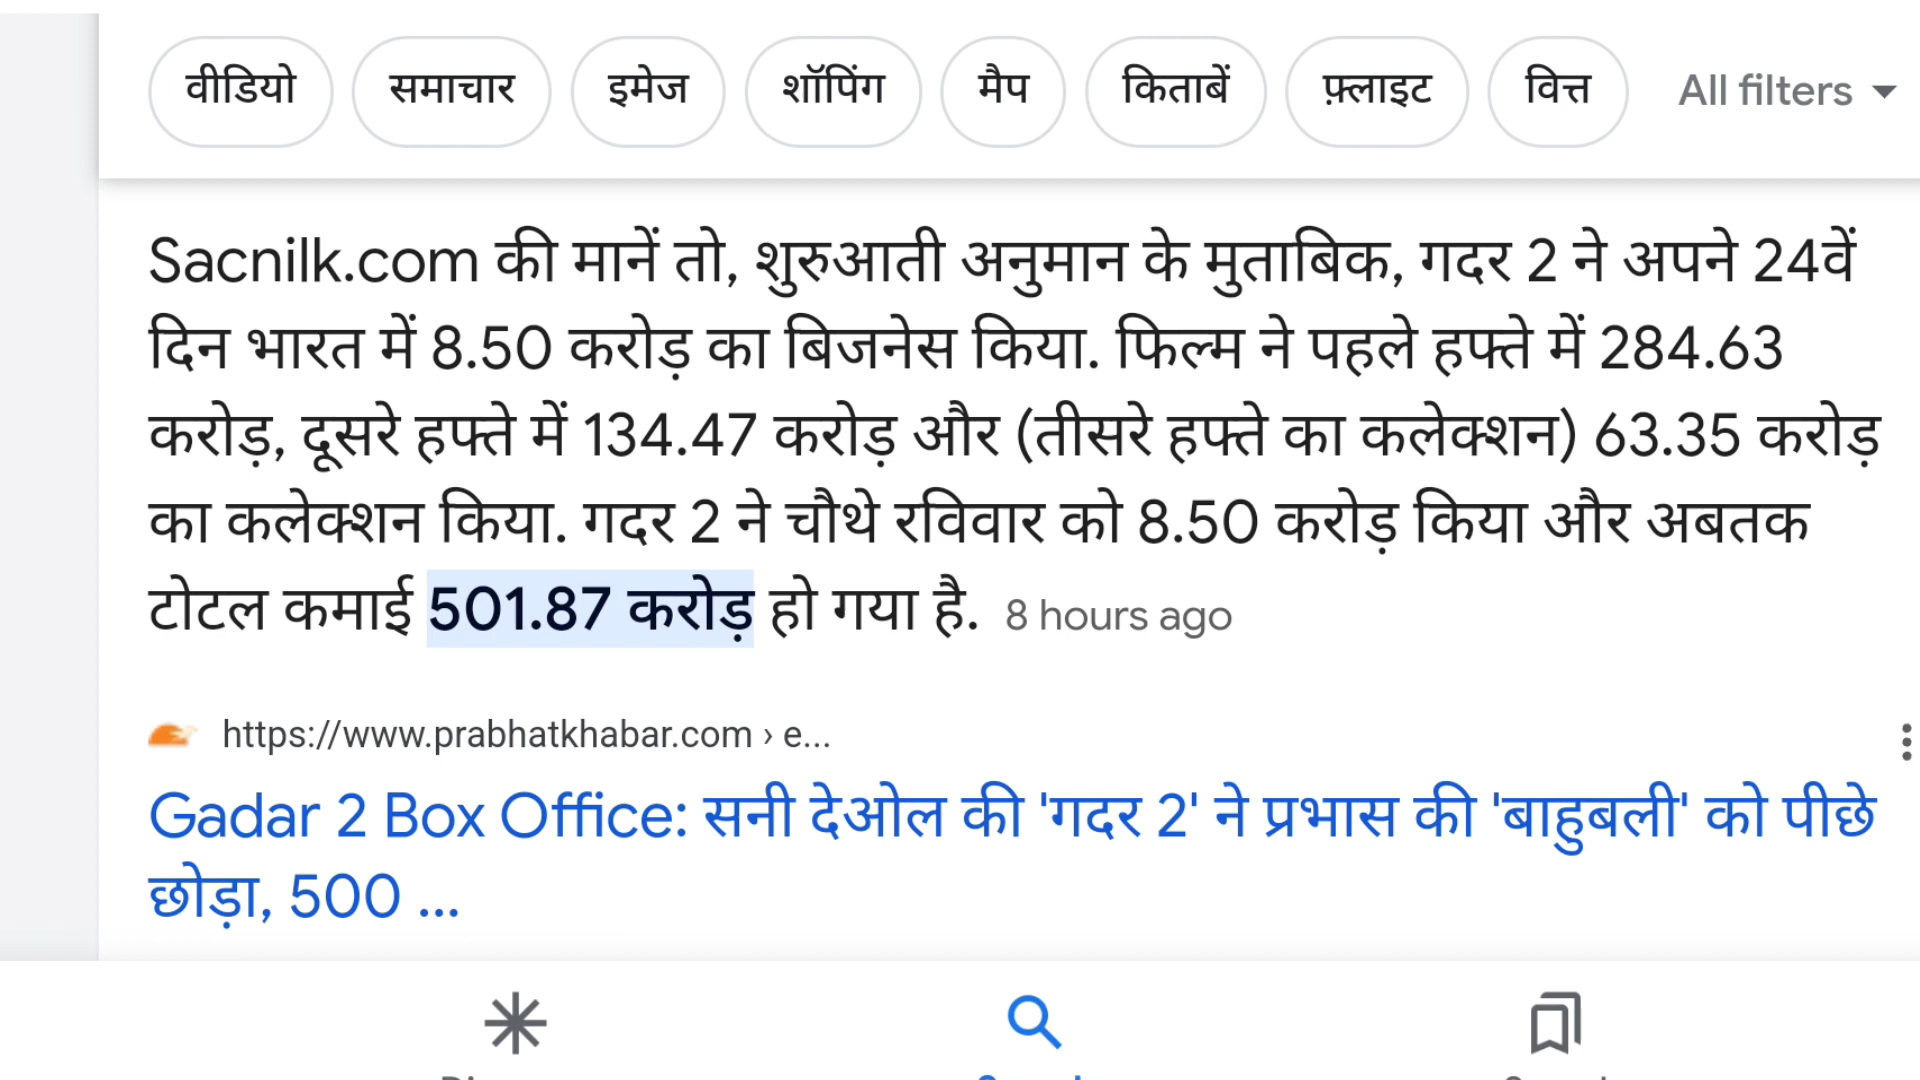 वीडियो समाचार इमेज शॉपिंग मैप किताबें फ़्लाइट वित्त All filters
Sacnilk.com की मानें तो, शुरुआती अनुमान के मुताबिक, गदर 2 ने अपने 24वें
दिन भारत में 8.50 करोड़ का बिजनेस किया. फिल्म ने पहले हफ्ते में 284.63
करोड़, दूसरे हफ्ते में 134.47 करोड़ और (तीसरे हफ्ते का कलेक्शन) 63.35 करोड़
का कलेक्शन किया. गदर 2 ने चौथे रविवार को 8.50 करोड़ किया और अबतक
टोटल कमाई 501.87 करोड़ हो गया है. 8 hours ago
https://www.prabhatkhabar.com › e...
Gadar 2 Box Office: सनी देओल की 'गदर 2' ने प्रभास की 'बाहुबली' को पीछे
छोड़ा, 500 ...